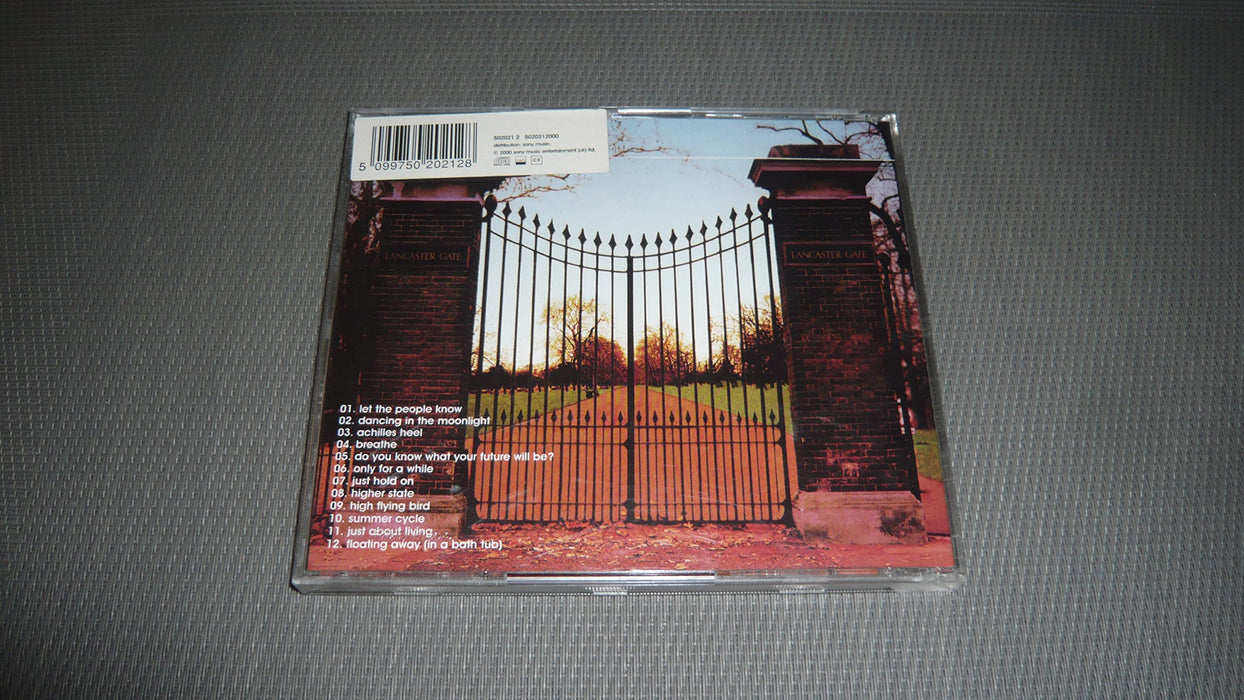 502021 2 5020212000
distribution: sony music.
© 2000 sony music entertainment (uk) ltd.
5 099750 202128
LANCASTER GATE
LANCASTER GATE
01. let the people know
02. dancing in the moonlight
03. achilles heel
04. breathe
05. do you know what your future will be?
06. only for a while
07. just hold on
08. higher state
09. high flying bird
10. summer cycle
11. just about living
12. floating away (in a bath tub)